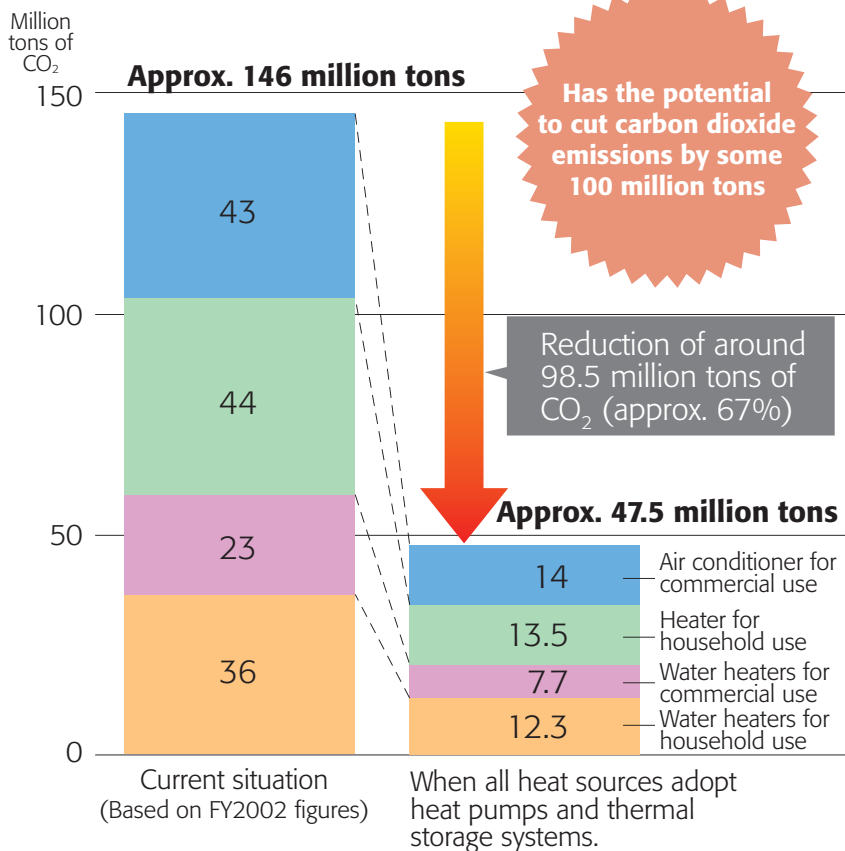 Million
tons of
CO₂
Approx. 146 million tons
150
100
50
0
43
44
23
36
Has the potential
to cut carbon dioxide
emissions by some
100 million tons
Reduction of around
98.5 million tons of
CO₂ (approx. 67%)
Approx. 47.5 million tons
14
13.5
7.7
12.3
Air conditioner for
commercial use
Heater for
household use
Water heaters for
commercial use
Water heaters for
household use
Current situation
(Based on FY2002 figures)
When all heat sources adopt
heat pumps and thermal
storage systems.